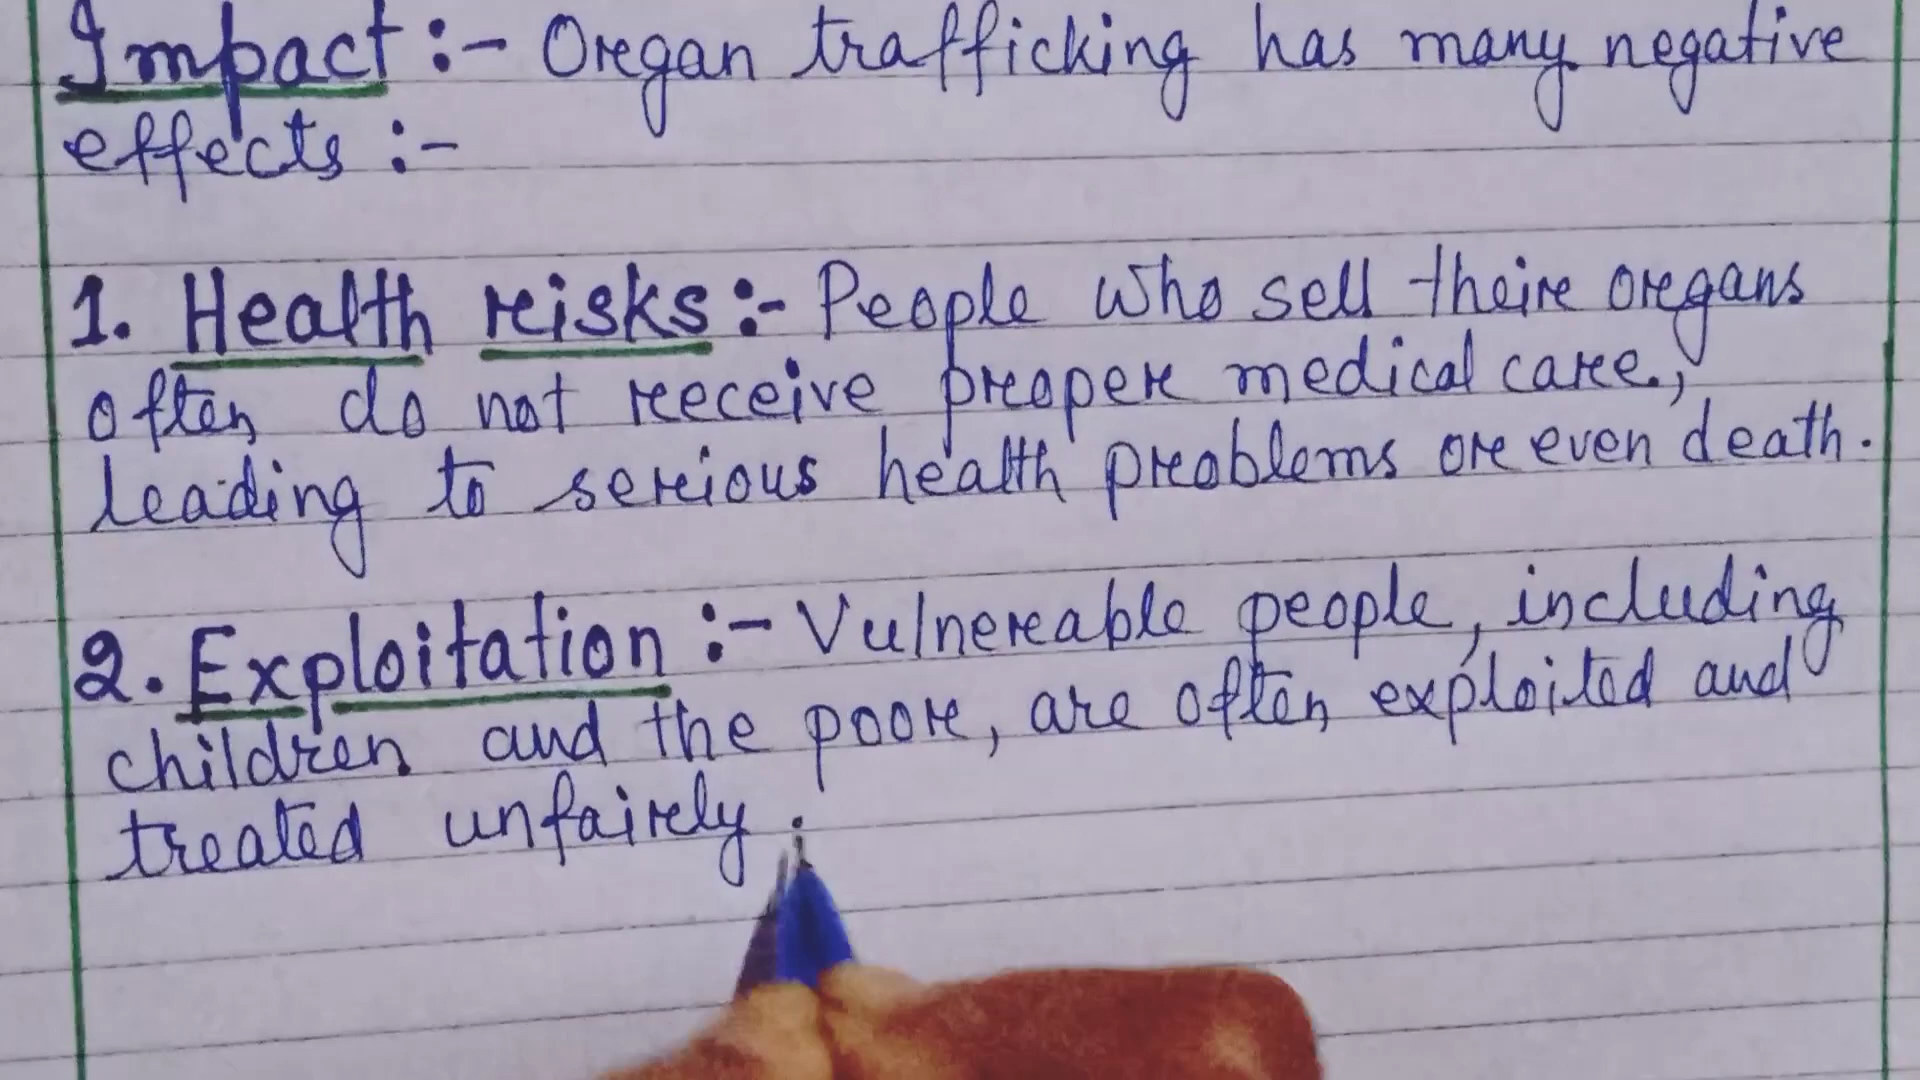 Impact :- Organ trafficking has many negative
effects :-
1. Health risks :- People who sell their organs
often do not receive proper medical care.,
leading to serious health problems or even death.
2. Exploitation :- Vulnerable people, including
children and the poor, are often exploited and
treated unfairly.